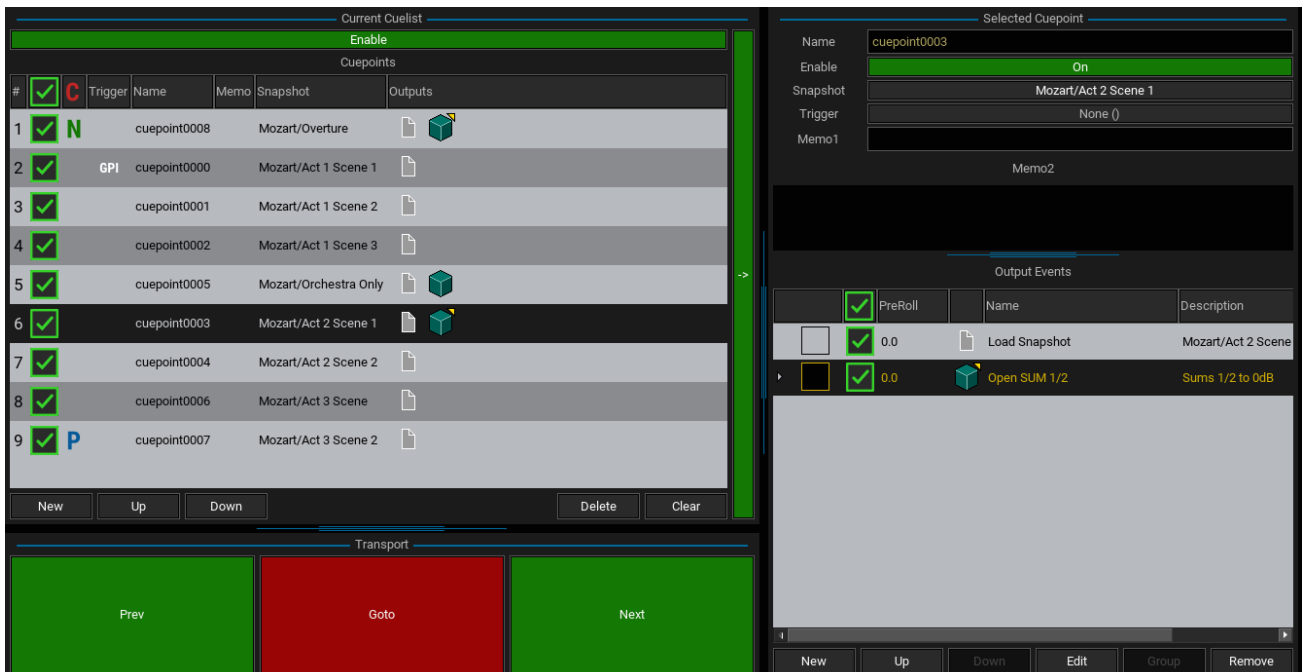 Current Cuelist
Enable
Cuepoints
# C Trigger Name Memo Snapshot Outputs
1 N cuepoint0008 Mozart/Overture
2 GPI cuepoint0000 Mozart/Act 1 Scene 1
3 cuepoint0001 Mozart/Act 1 Scene 2
4 cuepoint0002 Mozart/Act 1 Scene 3
5 cuepoint0005 Mozart/Orchestra Only
6 cuepoint0003 Mozart/Act 2 Scene 1
7 cuepoint0004 Mozart/Act 2 Scene 2
8 cuepoint0006 Mozart/Act 3 Scene
9 P cuepoint0007 Mozart/Act 3 Scene 2
->
New Up Down Delete Clear
Transport
Prev Goto Next
Selected Cuepoint
Name cuepoint0003
Enable On
Snapshot Mozart/Act 2 Scene 1
Trigger None ()
Memo1
Memo2
Output Events
PreRoll Name Description
0.0 Load Snapshot Mozart/Act 2 Scene
0.0 Open SUM 1/2 Sums 1/2 to 0dB
New Up Down Edit Group Remove